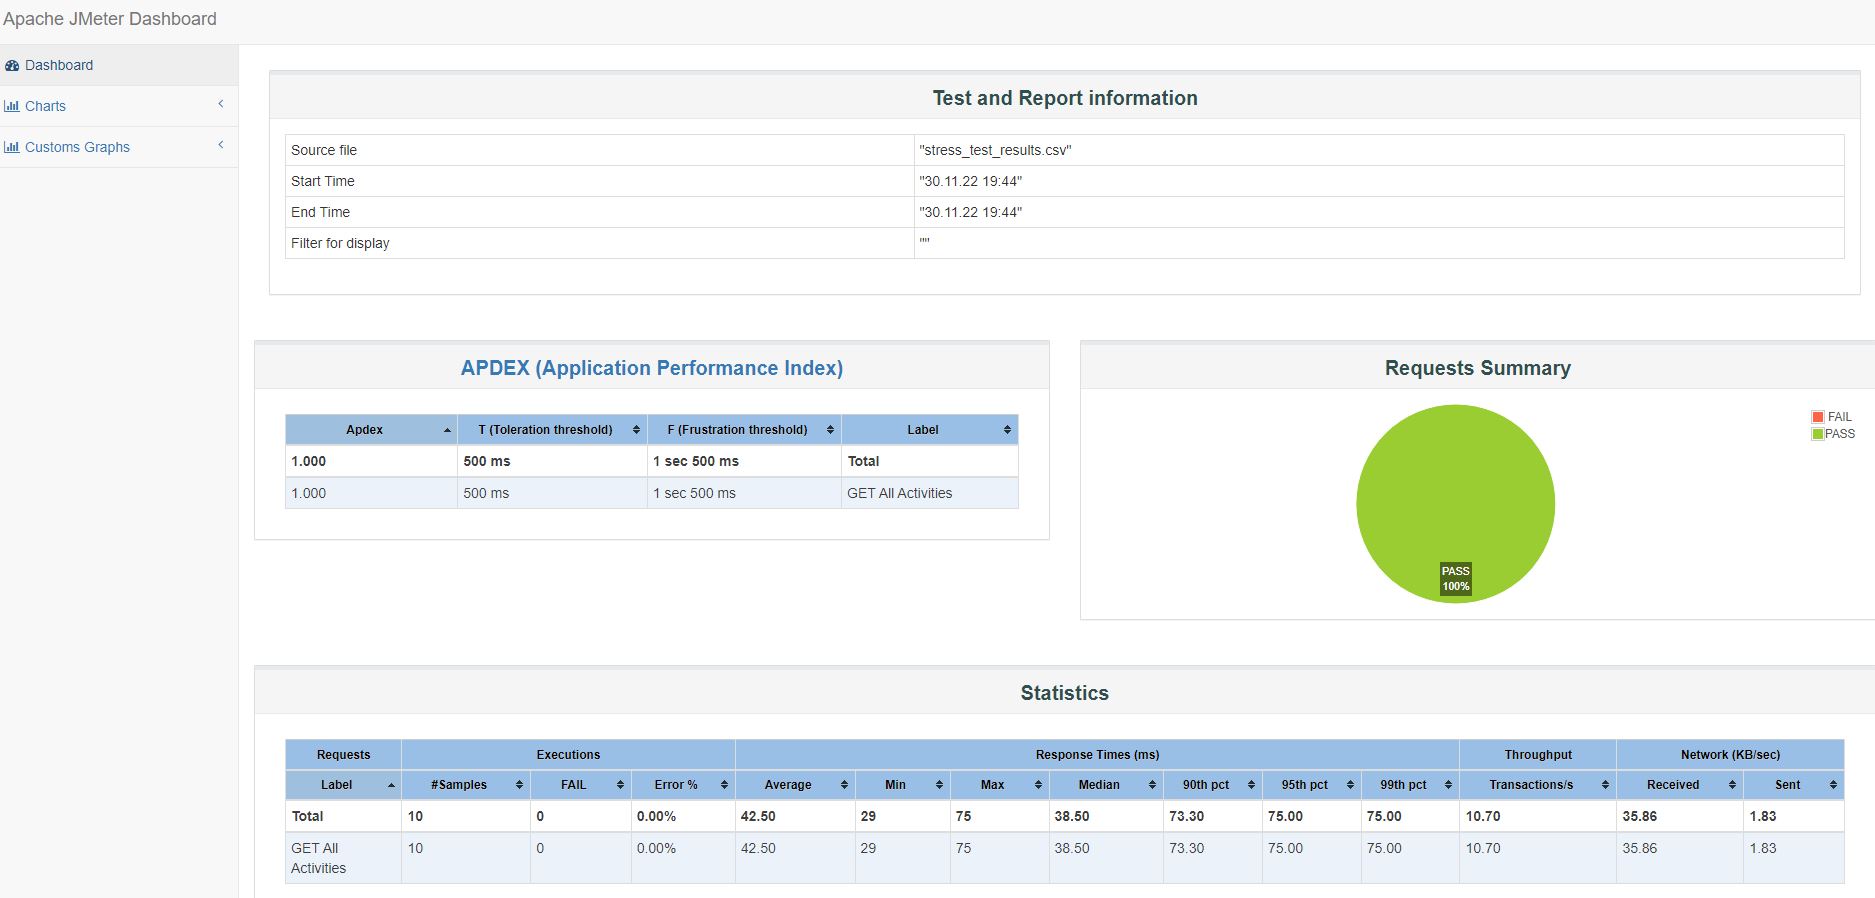 Apache JMeter Dashboard
Dashboard
Charts
Customs Graphs
Test and Report information
Source file "stress_test_results.csv"
Start Time "30.11.22 19:44"
End Time "30.11.22 19:44"
Filter for display ""
APDEX (Application Performance Index)
Apdex T (Toleration threshold) F (Frustration threshold) Label
1.000 500 ms 1 sec 500 ms Total
1.000 500 ms 1 sec 500 ms GET All Activities
Requests Summary
FAIL
PASS
PASS
100%
Statistics
Requests Executions Response Times (ms) Throughput Network (KB/sec)
Label #Samples FAIL Error % Average Min Max Median 90th pct 95th pct 99th pct Transactions/s Received Sent
Total 10 0 0.00% 42.50 29 75 38.50 73.30 75.00 75.00 10.70 35.86 1.83
GET All Activities 10 0 0.00% 42.50 29 75 38.50 73.30 75.00 75.00 10.70 35.86 1.83